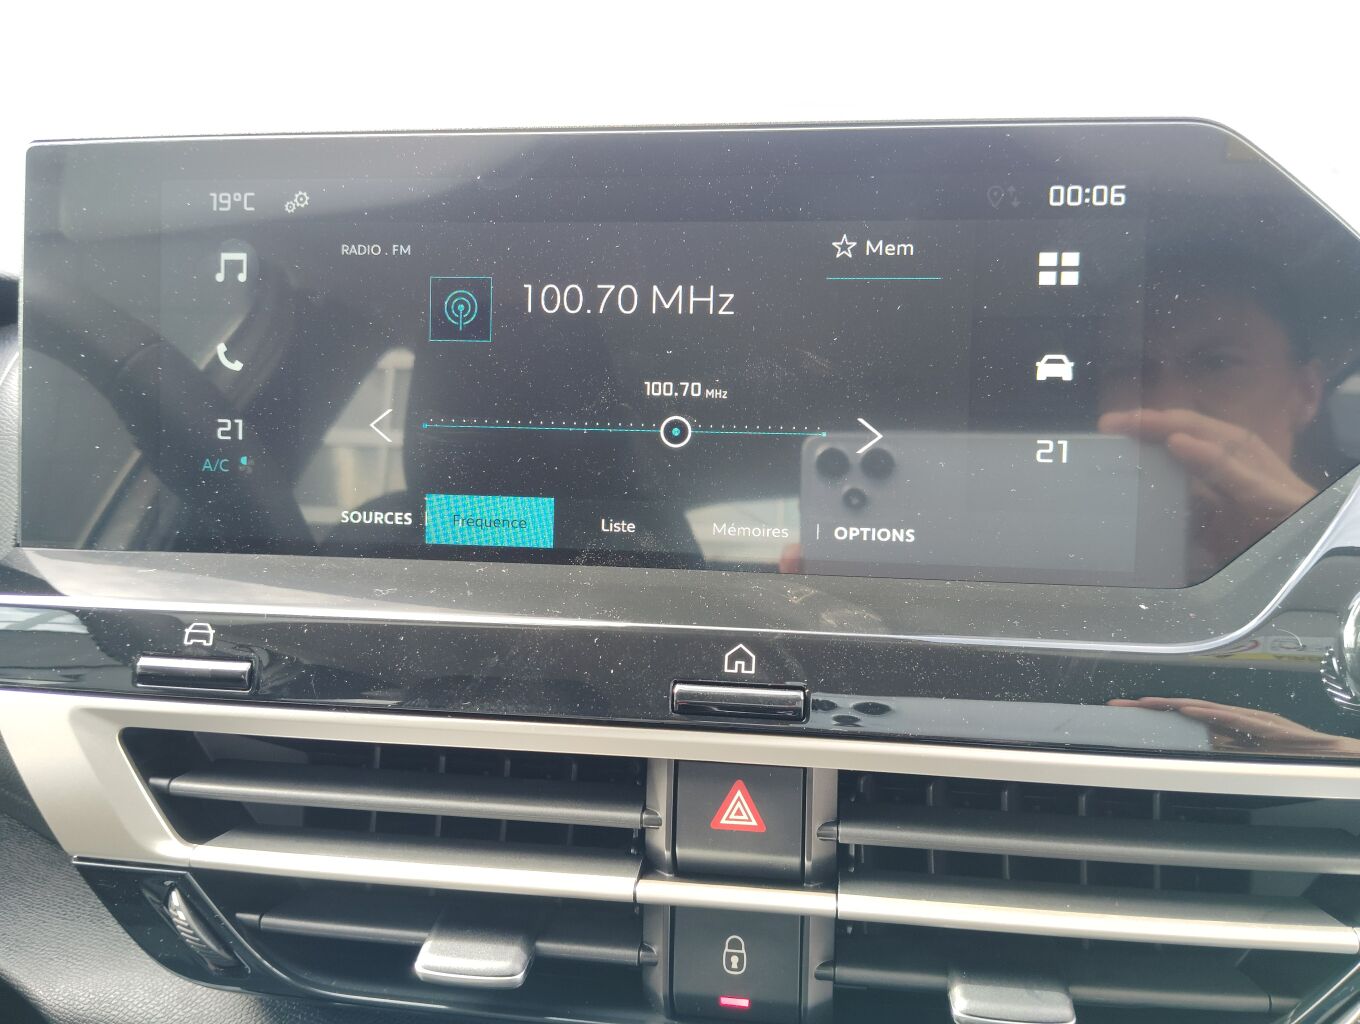 19°C
00:06
RADIO . FM
Mem
100.70 MHz
100.70 MHz
21
A/C
21
SOURCES
Fréquence
Liste
Mémoires
OPTIONS